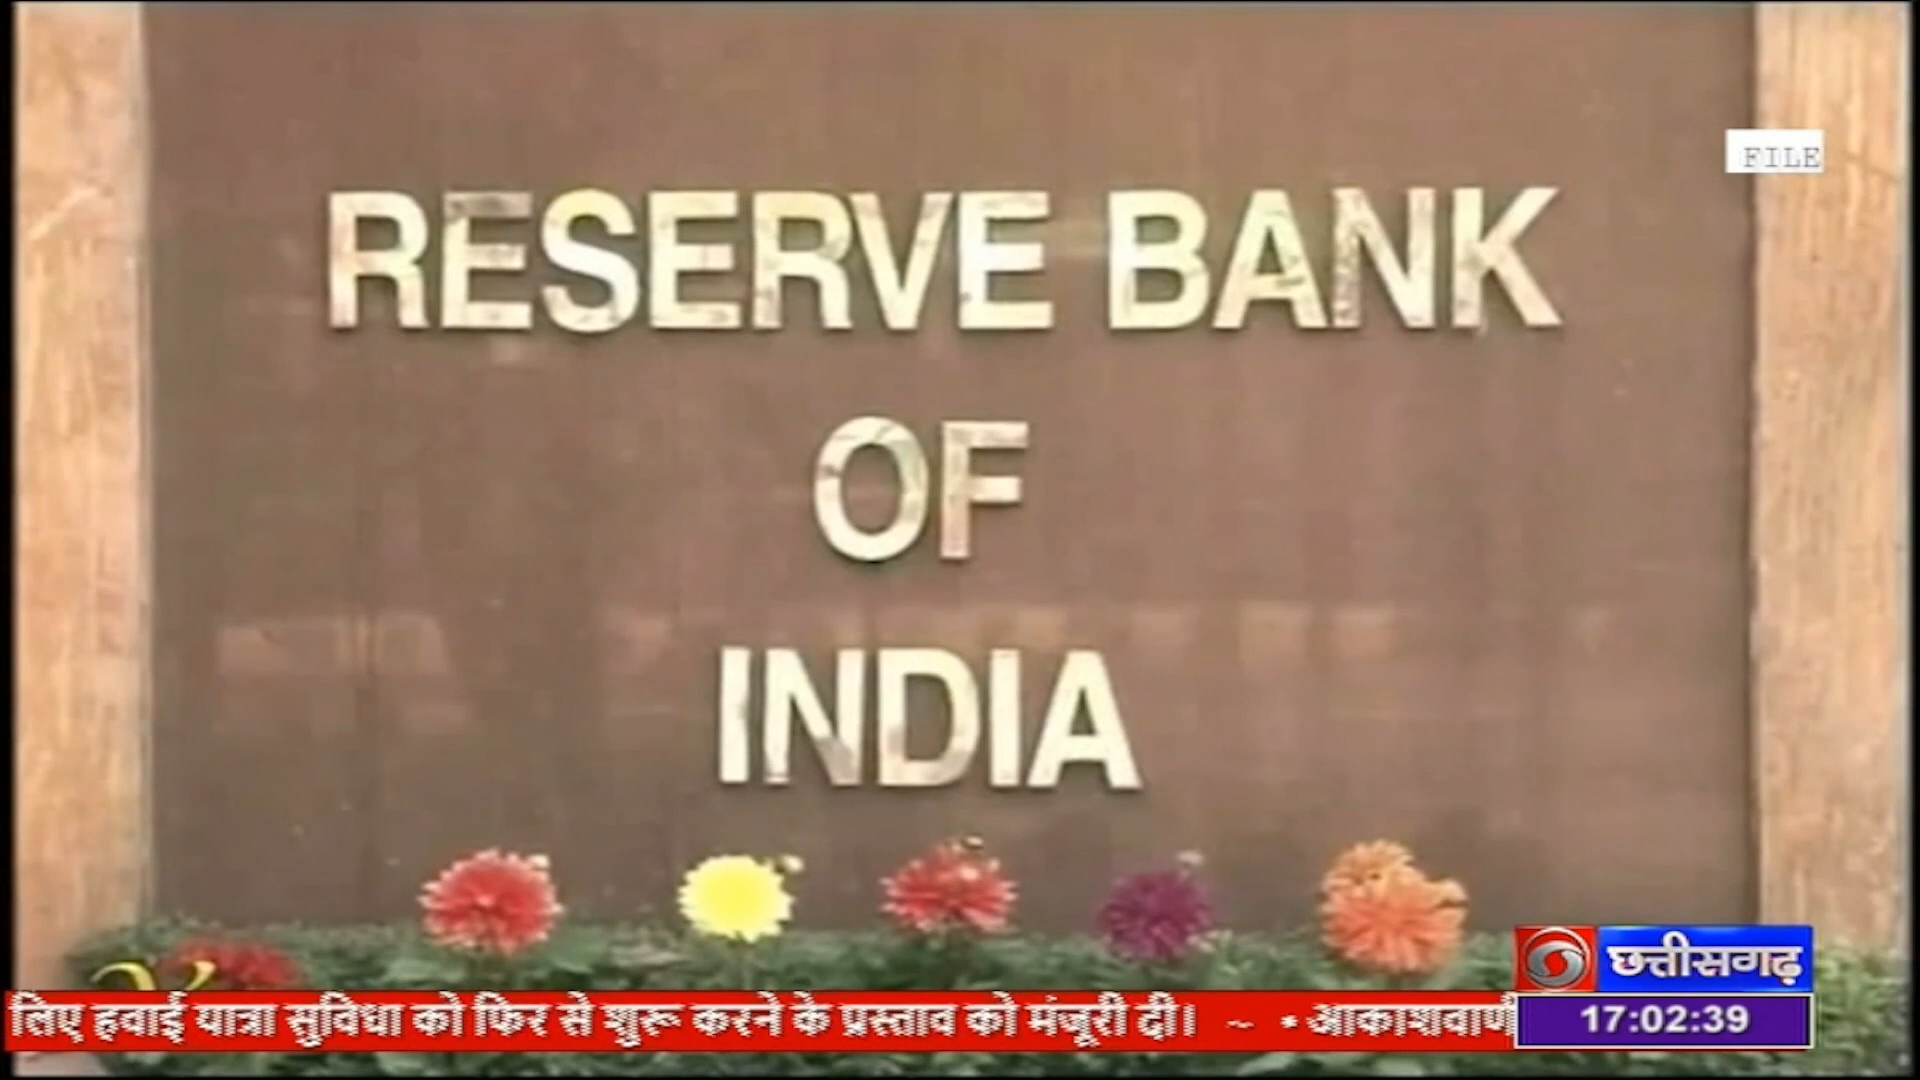 FILE
RESERVE BANK
OF
INDIA
छत्तीसगढ़
लिए हवाई यात्रा सुविधा को फिर से शुरू करने के प्रस्ताव को मंजूरी दी। ~ * आकाशवाणी
17:02:39